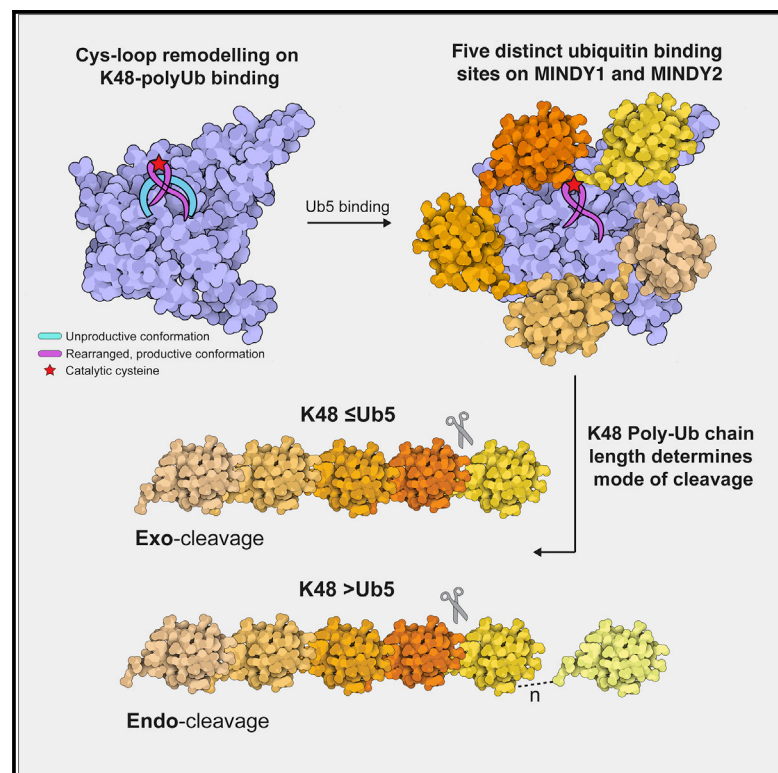 Cys-loop remodelling on
K48-polyUb binding
Five distinct ubiquitin binding
sites on MINDY1 and MINDY2
Ub5 binding
Unproductive conformation
Rearranged, productive conformation
Catalytic cysteine
K48 ≤Ub5
K48 Poly-Ub chain
length determines
mode of cleavage
Exo-cleavage
K48 >Ub5
n
Endo-cleavage